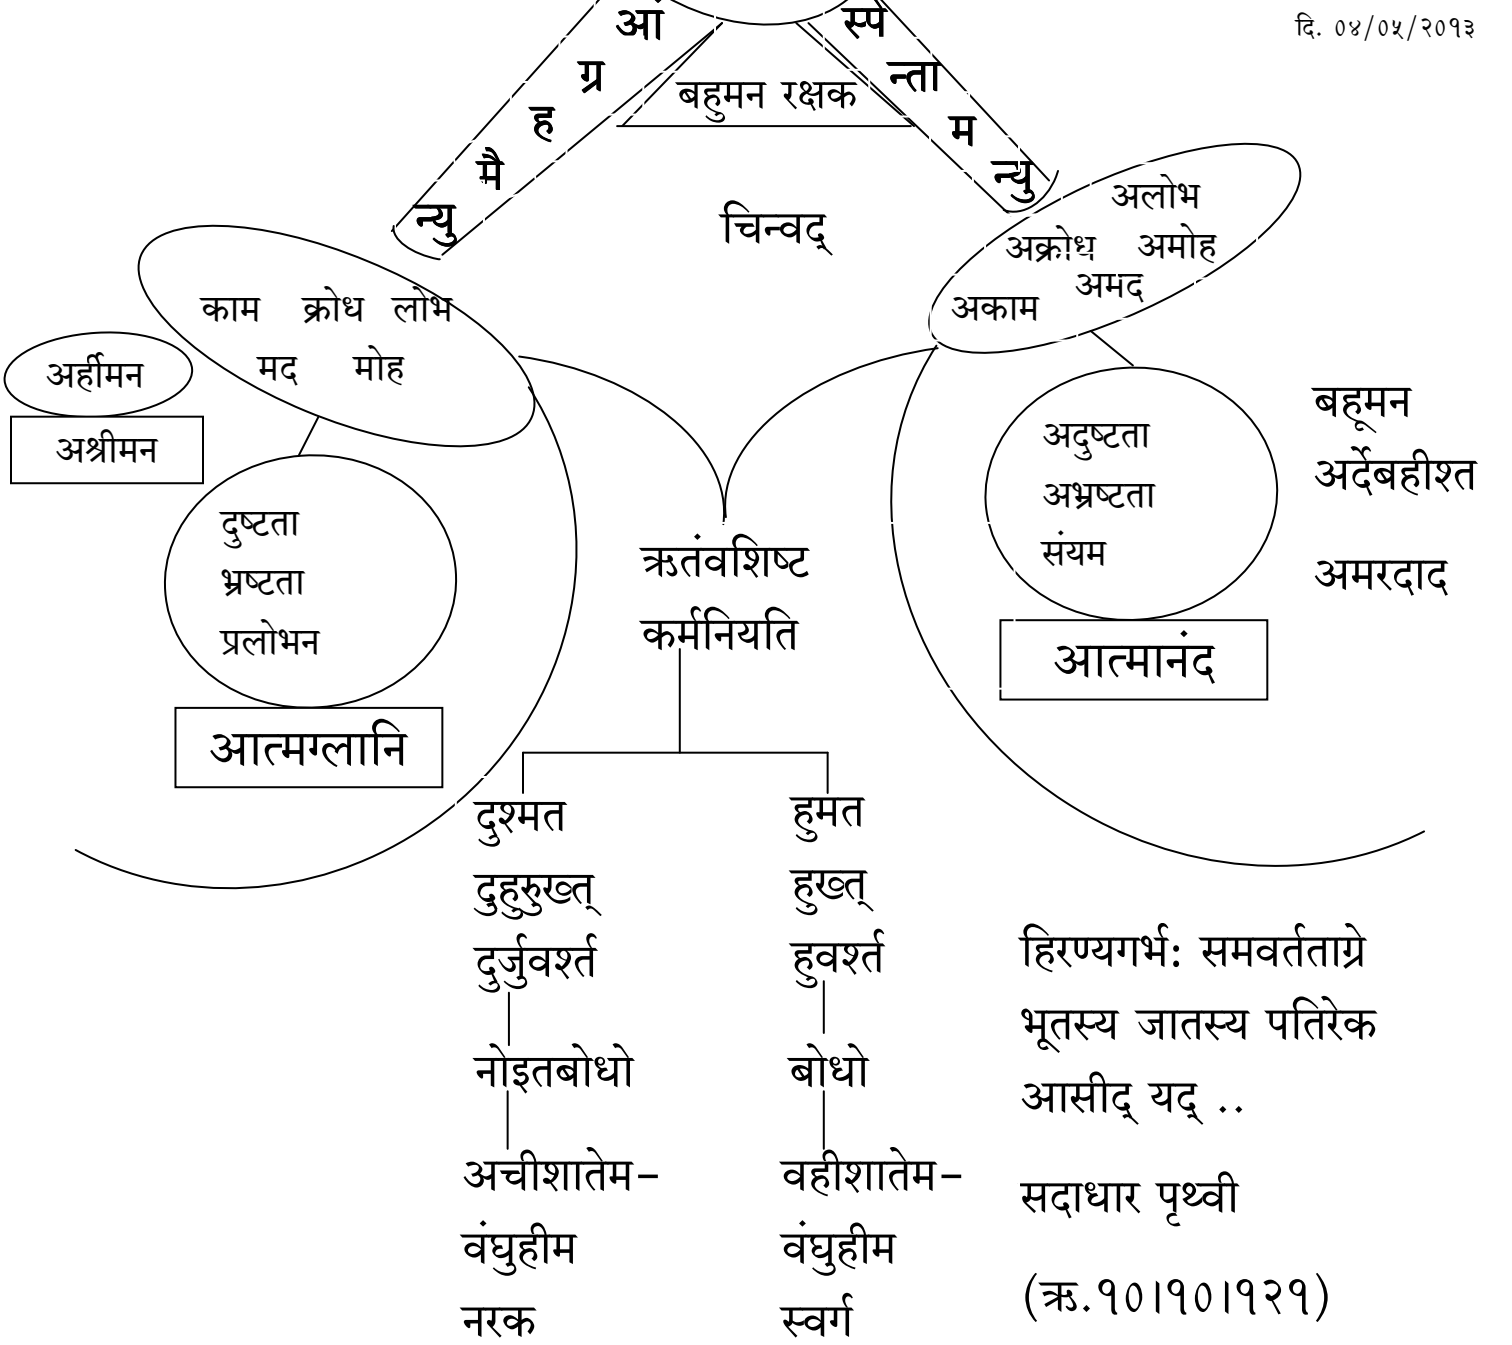 दि. ०४/०५/२०१३
आंग्रहमैन्यु
स्पेन्तामन्यु
बहुमन रक्षक
चिन्वद्
काम क्रोध लोभ
मद मोह
अर्हीमन
अश्रीमन
दुष्टता
भ्रष्टता
प्रलोभन
आत्मग्लानि
अलोभ
अक्रोध अमोह
अमद
अकाम
अदुष्टता
अभ्रष्टता
संयम
आत्मानंद
बहूमन
अर्देबहीश्त
अमरदाद
ऋतंवशिष्ट
कर्मनियति
दुश्मत
दुहुरुख्त्
दुर्जुवर्श्त
नोइतबोधो
अचीशातेम-
वंघुहीम
नरक
हुमत
हुख्त्
हुवर्श्त
बोधो
वहीशातेम-
वंघुहीम
स्वर्ग
हिरण्यगर्भ: समवर्तताग्रे
भूतस्य जातस्य पतिरेक
आसीद् यद् ..
सदाधार पृथ्वी
(ऋ.१०।१०।१२१)